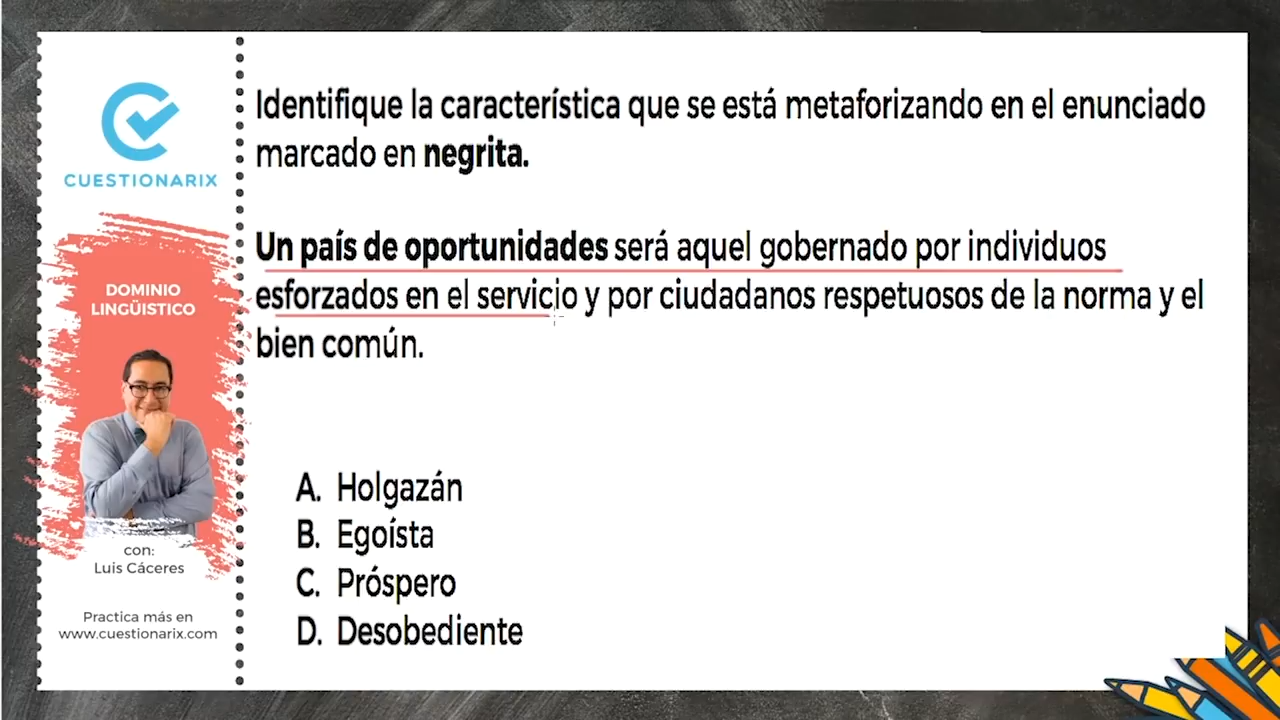 CUESTIONARIX
DOMINIO
LINGÜISTICO
con:
Luis Cáceres
Practica más en
www.cuestionarix.com
Identifique la característica que se está metaforizando en el enunciado
marcado en negrita.
Un país de oportunidades será aquel gobernado por individuos
esforzados en el servicio y por ciudadanos respetuosos de la norma y el
bien común.
A. Holgazán
B. Egoísta
C. Próspero
D. Desobediente